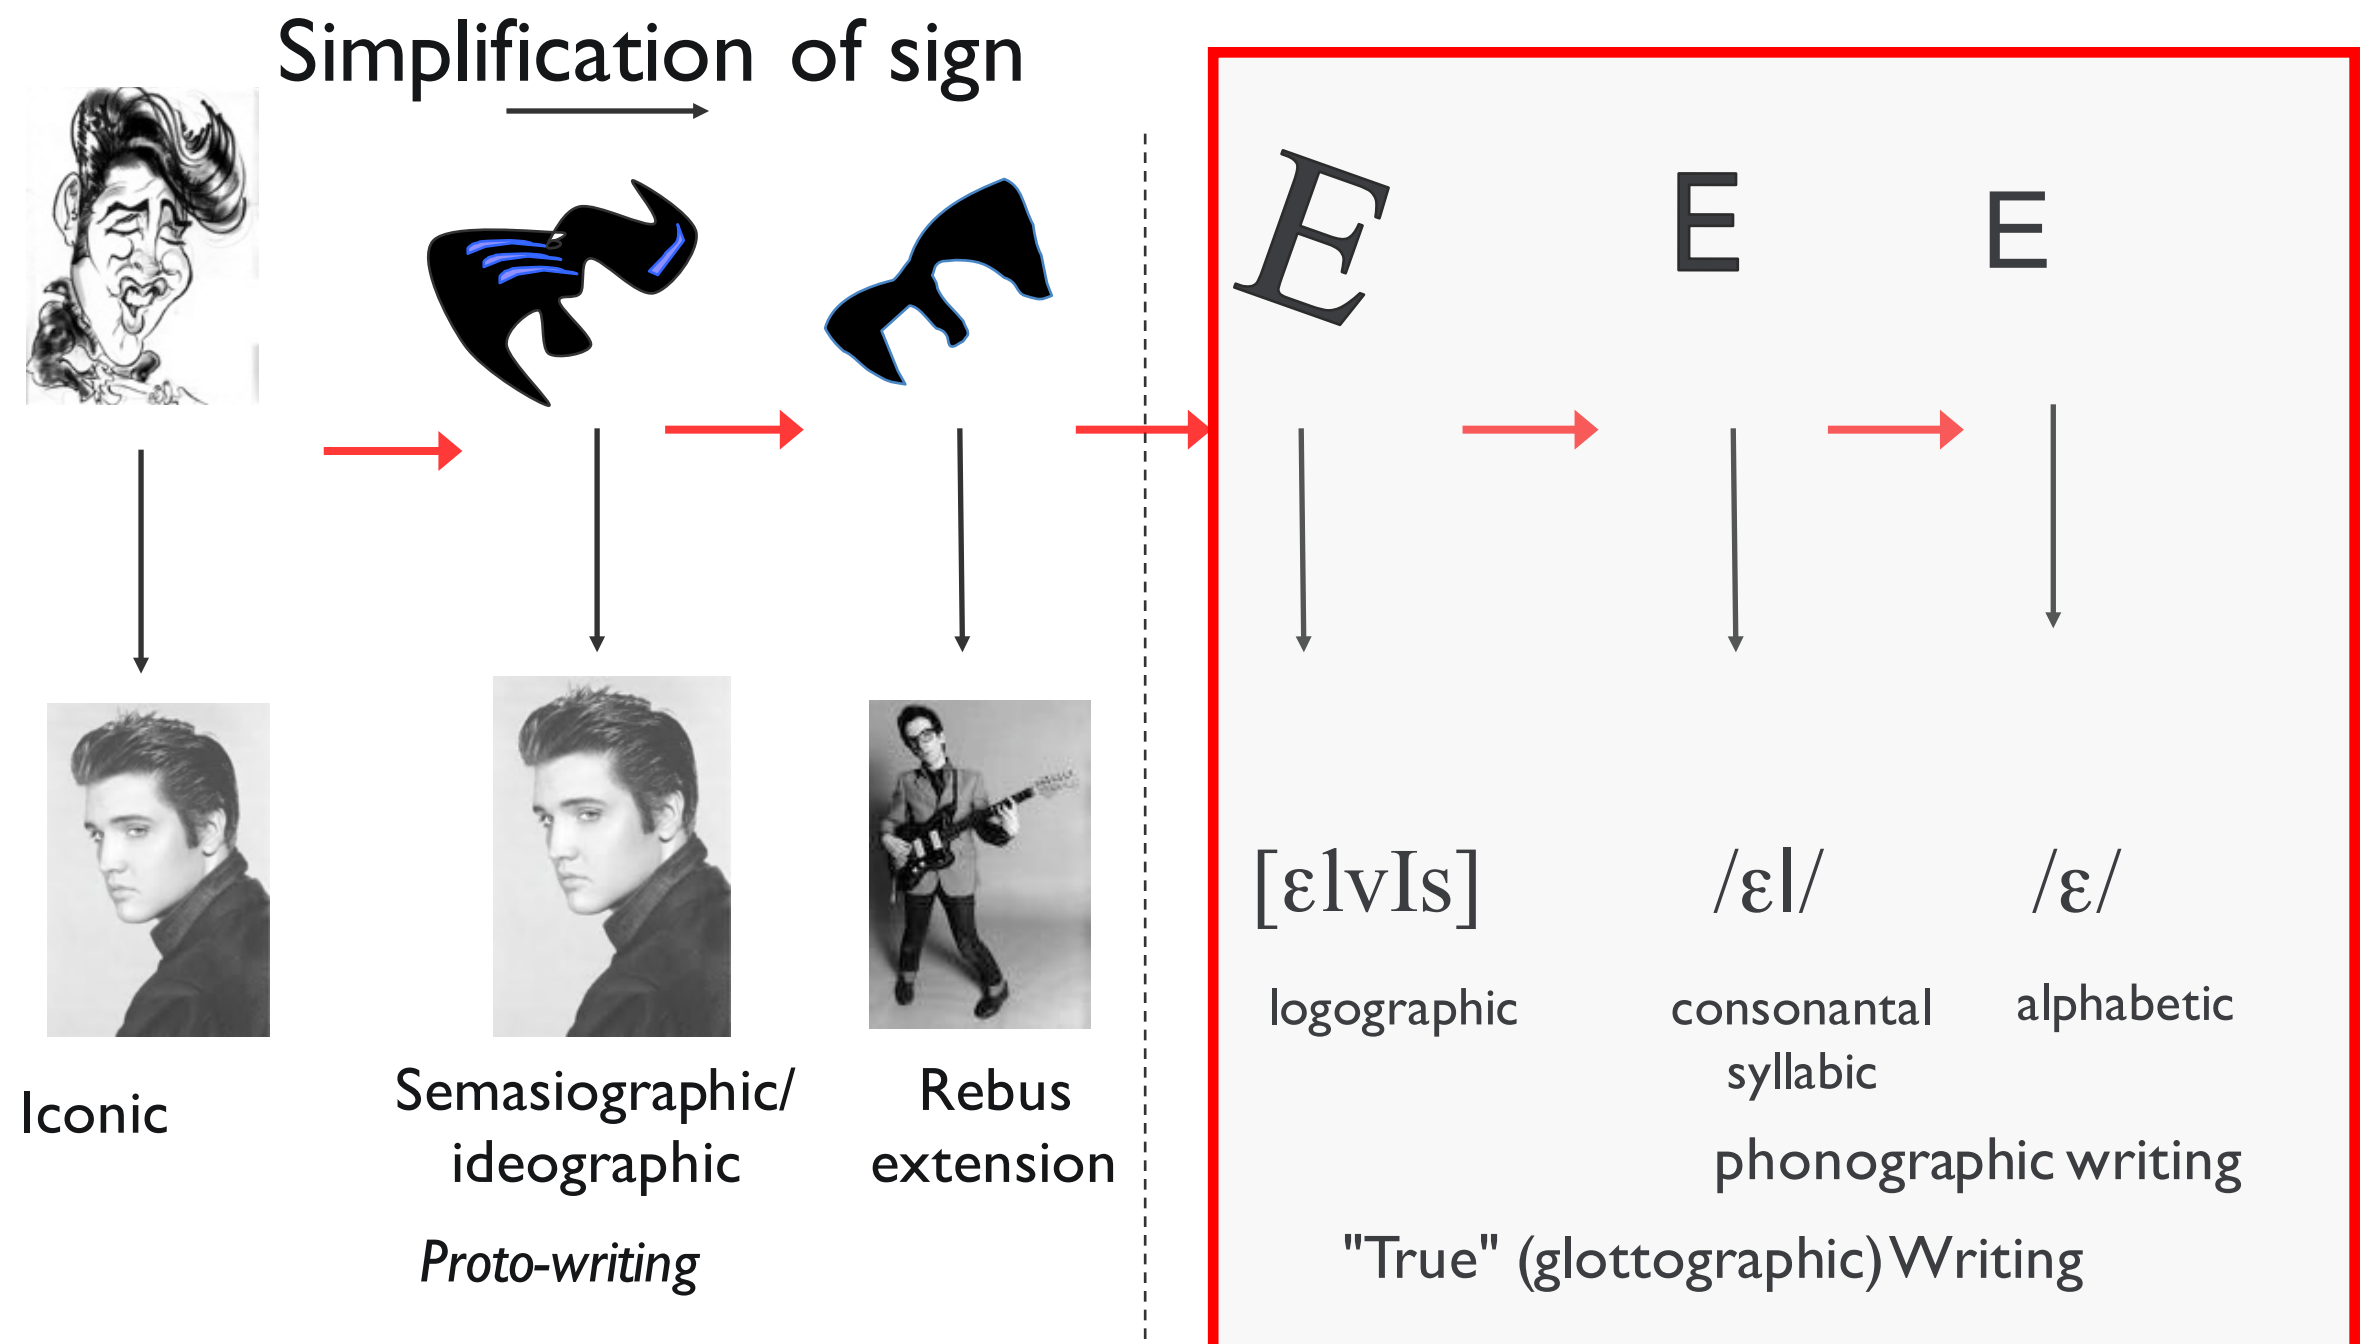 Simplification of sign
E E E
[ɛlvIs] /ɛl/ /ɛ/
logographic consonantal alphabetic
syllabic
Iconic
Semasiographic/
ideographic
Rebus
extension
phonographic writing
Proto-writing
"True" (glottographic) Writing